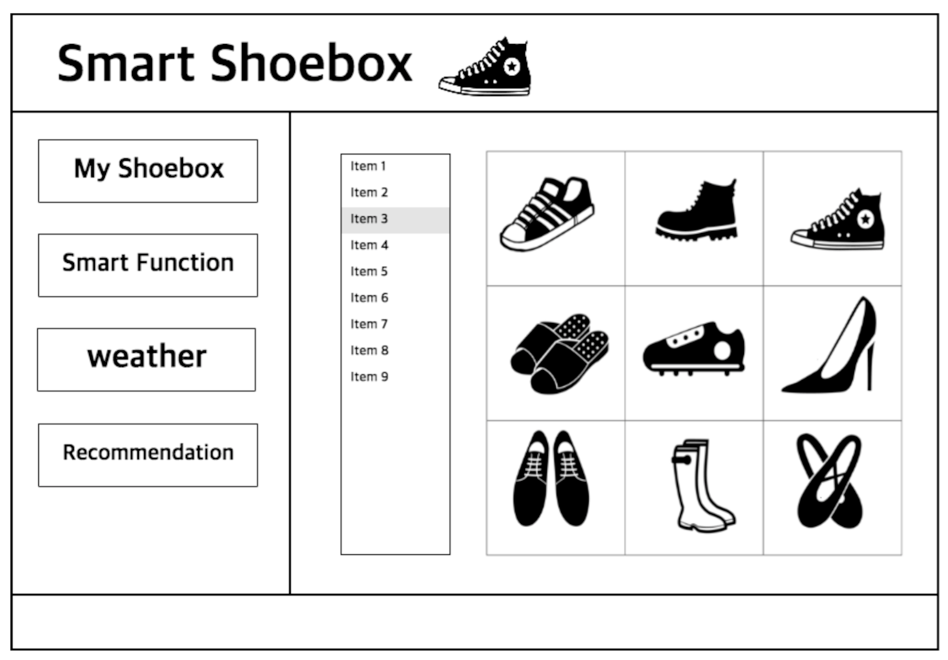 Smart Shoebox
My Shoebox
Smart Function
weather
Recommendation
Item 1
Item 2
Item 3
Item 4
Item 5
Item 6
Item 7
Item 8
Item 9